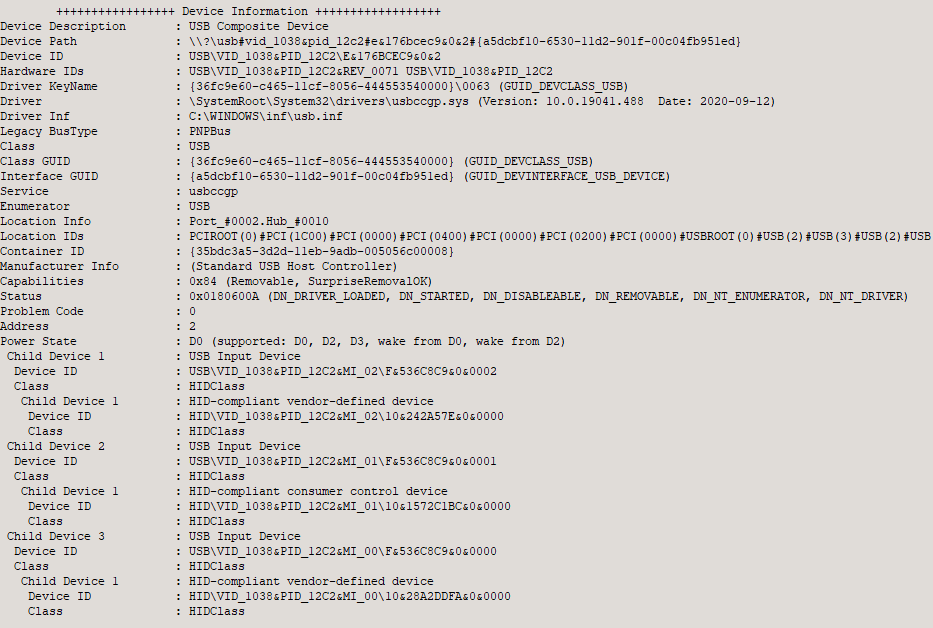 +++++++++++++++++ Device Information ++++++++++++++++++
Device Description       : USB Composite Device
Device Path              : \\?\usb#vid_1038&pid_12c2#e&176bcec9&0&2#{a5dcbf10-6530-11d2-901f-00c04fb951ed}
Device ID                : USB\VID_1038&PID_12C2\E&176BCEC9&0&2
Hardware IDs             : USB\VID_1038&PID_12C2&REV_0071 USB\VID_1038&PID_12C2
Driver KeyName           : {36fc9e60-c465-11cf-8056-444553540000}\0063 (GUID_DEVCLASS_USB)
Driver                   : \SystemRoot\System32\drivers\usbccgp.sys (Version: 10.0.19041.488  Date: 2020-09-12)
Driver Inf               : C:\WINDOWS\inf\usb.inf
Legacy BusType           : PNPBus
Class                    : USB
Class GUID               : {36fc9e60-c465-11cf-8056-444553540000} (GUID_DEVCLASS_USB)
Interface GUID           : {a5dcbf10-6530-11d2-901f-00c04fb951ed} (GUID_DEVINTERFACE_USB_DEVICE)
Service                  : usbccgp
Enumerator               : USB
Location Info            : Port_#0002.Hub_#0010
Location IDs             : PCIROOT(0)#PCI(1C00)#PCI(0000)#PCI(0400)#PCI(0000)#PCI(0200)#PCI(0000)#USBROOT(0)#USB(2)#USB(3)#USB(2)#USB
Container ID             : {35bdc3a5-3d2d-11eb-9adb-005056c00008}
Manufacturer Info        : (Standard USB Host Controller)
Capabilities             : 0x84 (Removable, SurpriseRemovalOK)
Status                   : 0x0180600A (DN_DRIVER_LOADED, DN_STARTED, DN_DISABLEABLE, DN_REMOVABLE, DN_NT_ENUMERATOR, DN_NT_DRIVER)
Problem Code             : 0
Address                  : 2
Power State              : D0 (supported: D0, D2, D3, wake from D0, wake from D2)
 Child Device 1          : USB Input Device
  Device ID              : USB\VID_1038&PID_12C2&MI_02\F&536C8C9&0&0002
  Class                  : HIDClass
   Child Device 1        : HID-compliant vendor-defined device
    Device ID            : HID\VID_1038&PID_12C2&MI_02\10&242A57E&0&0000
    Class                : HIDClass
 Child Device 2          : USB Input Device
  Device ID              : USB\VID_1038&PID_12C2&MI_01\F&536C8C9&0&0001
  Class                  : HIDClass
   Child Device 1        : HID-compliant consumer control device
    Device ID            : HID\VID_1038&PID_12C2&MI_01\10&1572C1BC&0&0000
    Class                : HIDClass
 Child Device 3          : USB Input Device
  Device ID              : USB\VID_1038&PID_12C2&MI_00\F&536C8C9&0&0000
  Class                  : HIDClass
   Child Device 1        : HID-compliant vendor-defined device
    Device ID            : HID\VID_1038&PID_12C2&MI_00\10&28A2DDFA&0&0000
    Class                : HIDClass